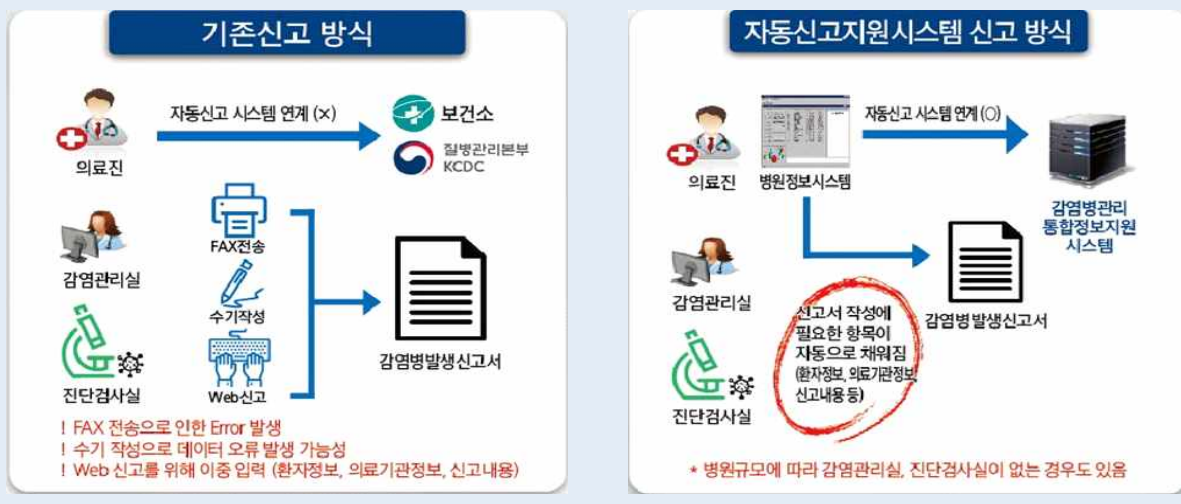 기존신고 방식
자동신고 시스템 연계 (×)
보건소
질병관리본부
KCDC
의료진
FAX전송
감염관리실
수기작성
감염병발생신고서
진단검사실
Web신고
! FAX 전송으로 인한 Error 발생
! 수기 작성으로 데이터 오류 발생 가능성
! Web 신고를 위해 이중 입력 (환자정보, 의료기관정보, 신고내용)
자동신고지원시스템 신고 방식
자동신고 시스템 연계 (○)
의료진
병원정보시스템
감염병관리
통합정보지원
시스템
감염관리실
신고서 작성에
필요한 항목이
자동으로 채워짐
(환자정보, 의료기관정보,
신고내용 등)
감염병발생신고서
진단검사실
* 병원규모에 따라 감염관리실, 진단검사실이 없는 경우도 있음